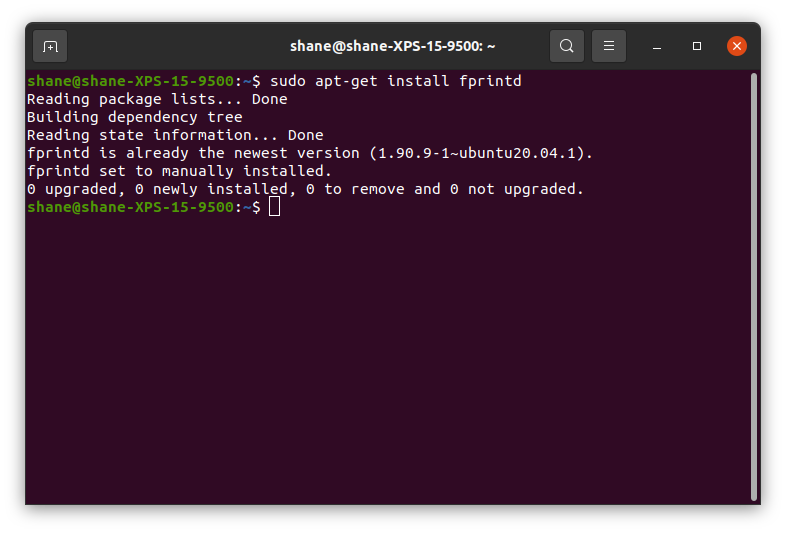 shane@shane-XPS-15-9500: ~
shane@shane-XPS-15-9500:~$ sudo apt-get install fprintd
Reading package lists... Done
Building dependency tree
Reading state information... Done
fprintd is already the newest version (1.90.9-1~ubuntu20.04.1).
fprintd set to manually installed.
0 upgraded, 0 newly installed, 0 to remove and 0 not upgraded.
shane@shane-XPS-15-9500:~$